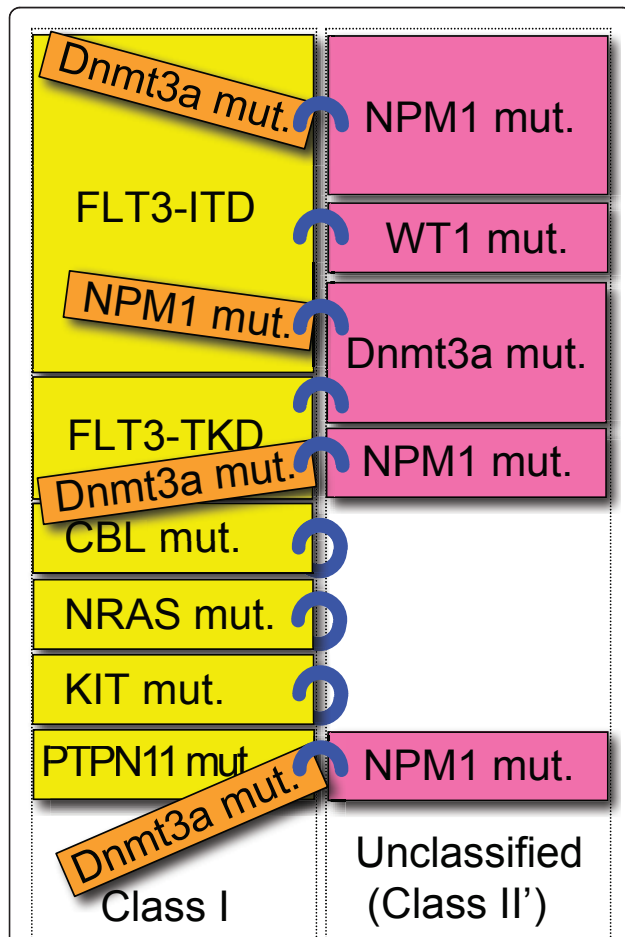 Dnmt3a mut.
NPM1 mut.
FLT3-ITD
WT1 mut.
NPM1 mut.
Dnmt3a mut.
FLT3-TKD
Dnmt3a mut.
NPM1 mut.
CBL mut.
NRAS mut.
KIT mut.
PTPN11 mut
NPM1 mut.
Dnmt3a mut.
Class I
Unclassified
(Class II’)